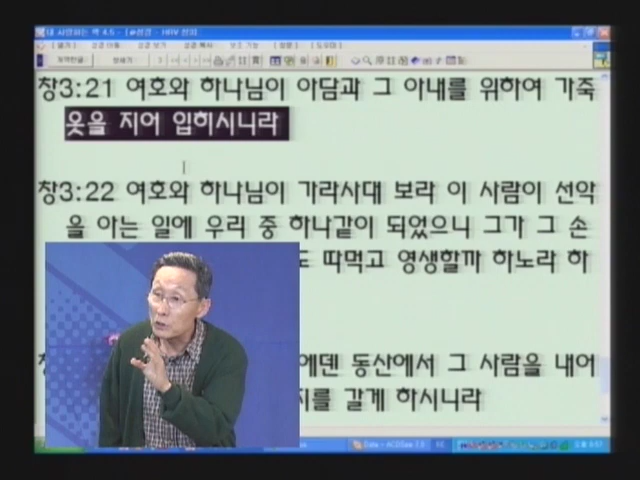 창3:21 여호와 하나님이 아담과 그 아내를 위하여 가죽
옷을 지어 입히시니라
창3:22 여호와 하나님이 가라사대 보라 이 사람이 선악
을 아는 일에 우리 중 하나같이 되었으니 그가 그 손
도 따먹고 영생할까 하노라 하
에덴 동산에서 그 사람을 내어
를 갈게 하시니라